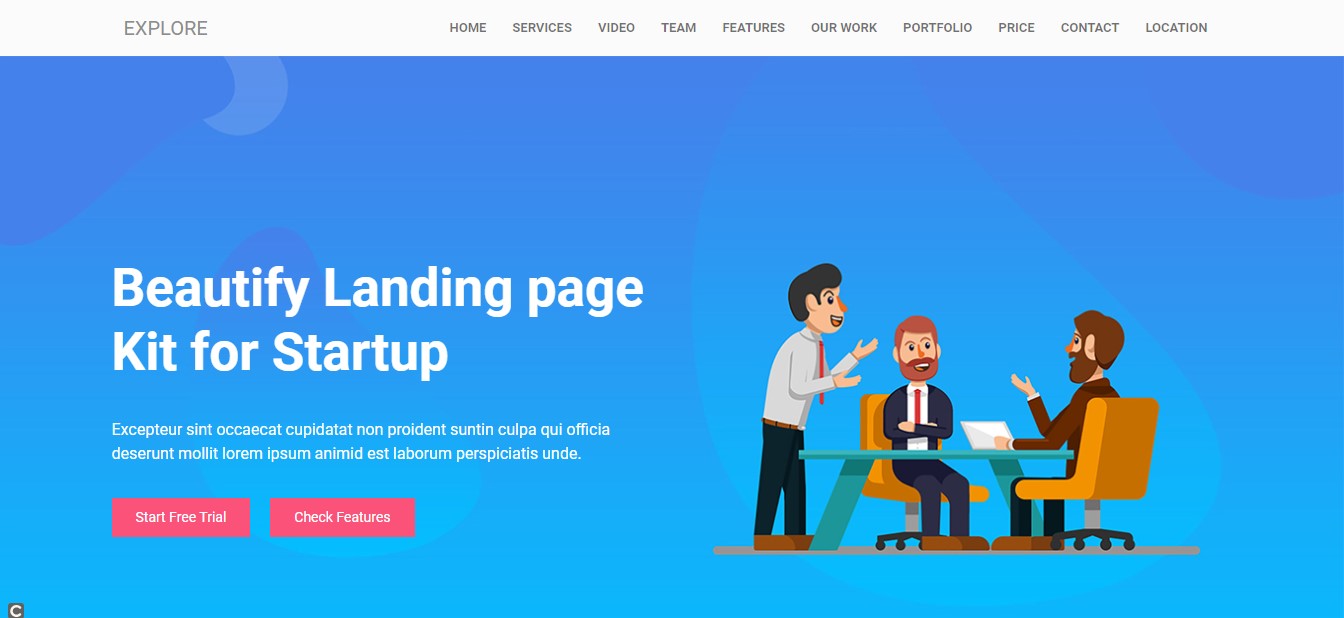 EXPLORE HOME SERVICES VIDEO TEAM FEATURES OUR WORK PORTFOLIO PRICE CONTACT LOCATION
Beautify Landing page
Kit for Startup
Excepteur sint occaecat cupidatat non proident suntin culpa qui officia
deserunt mollit lorem ipsum animid est laborum perspiciatis unde.
Start Free Trial Check Features
C